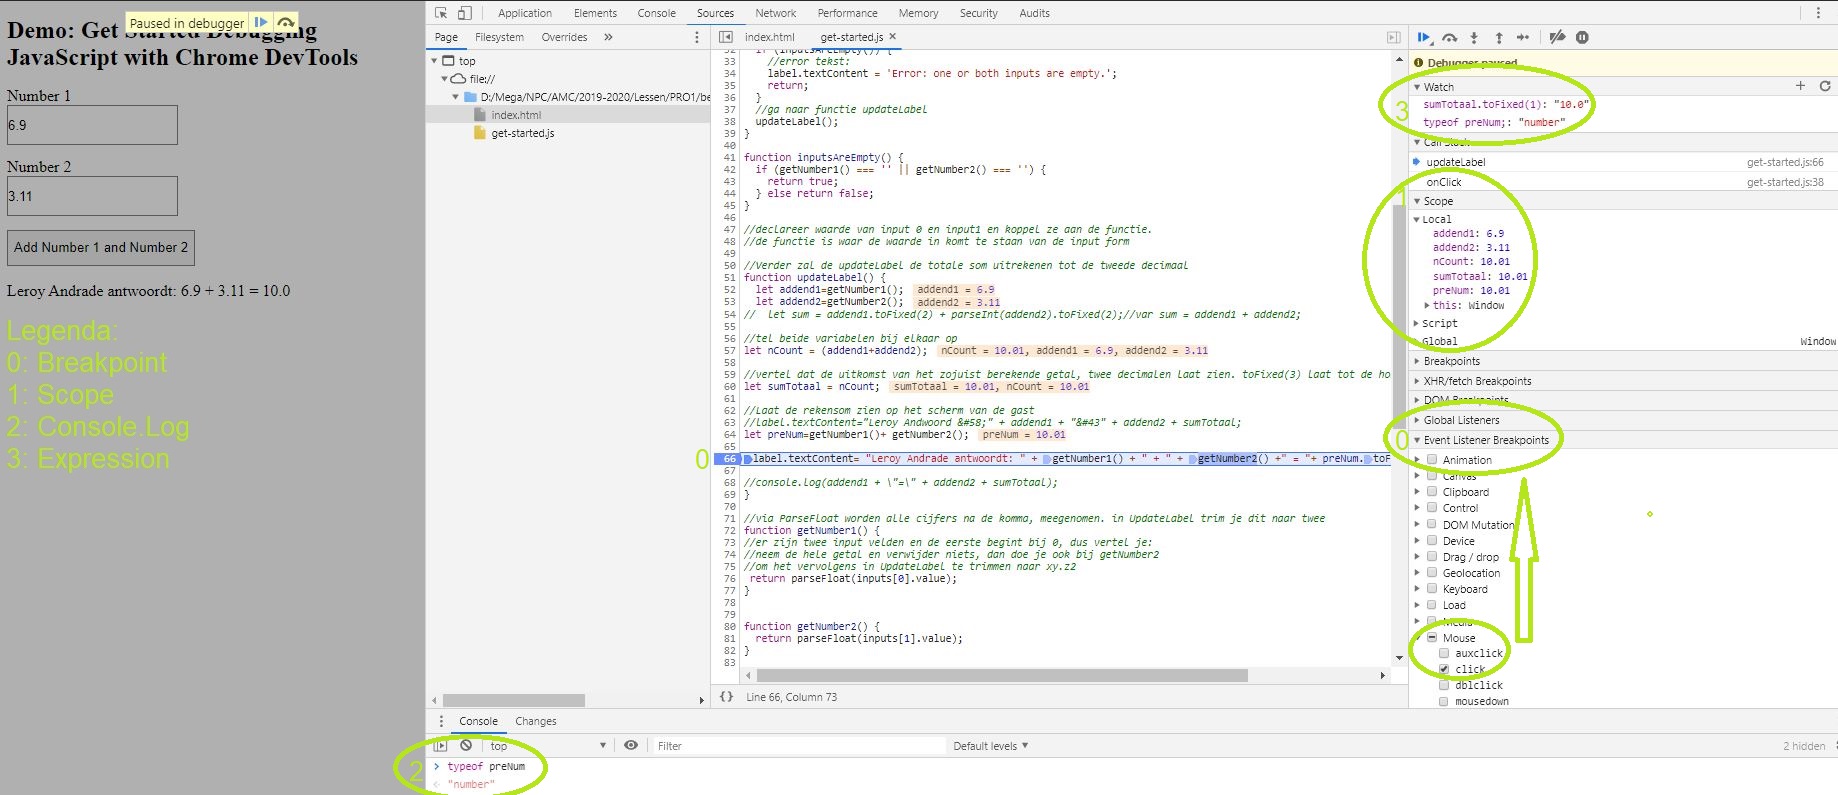 Paused in debugger
Demo: Get Started Debugging
JavaScript with Chrome DevTools
Number 1
6.9
Number 2
3.11
Add Number 1 and Number 2
Leroy Andrade antwoordt: 6.9 + 3.11 = 10.0
Legenda:
0: Breakpoint
1: Scope
2: Console.Log
3: Expression
Application Elements Console Sources Network Performance Memory Security Audits
Page Filesystem Overrides »
top
file://
D:/Mega/NPC/AMC/2019-2020/Lessen/PRO1/be
index.html
get-started.js
index.html get-started.js ×
32 if (inputsAreEmpty()) {
33 //error tekst:
34 label.textContent = 'Error: one or both inputs are empty.';
35 return;
36 }
37 //ga naar functie updateLabel
38 updateLabel();
39 }
40
41 function inputsAreEmpty() {
42 if (getNumber1() === '' || getNumber2() === '') {
43 return true;
44 } else return false;
45 }
46
47 //declareer waarde van input 0 en input1 en koppel ze aan de functie.
48 //de functie is waar de waarde in komt te staan van de input form
49
50 //Verder zal de updateLabel de totale som uitrekenen tot de tweede decimaal
51 function updateLabel() {
52 let addend1=getNumber1(); addend1 = 6.9
53 let addend2=getNumber2(); addend2 = 3.11
54 // let sum = addend1.toFixed(2) + parseInt(addend2).toFixed(2);//var sum = addend1 + addend2;
55
56 //tel beide variabelen bij elkaar op
57 let nCount = (addend1+addend2); nCount = 10.01, addend1 = 6.9, addend2 = 3.11
58
59 //vertel dat de uitkomst van het zojuist berekende getal, twee decimalen laat zien. toFixed(3) laat tot de ho
60 let sumTotaal = nCount; sumTotaal = 10.01, nCount = 10.01
61
62 //Laat de rekensom zien op het scherm van de gast
63 //label.textContent="Leroy Andwoord &#58;" + addend1 + "&#43" + addend2 + sumTotaal;
64 let preNum=getNumber1()+ getNumber2(); preNum = 10.01
65
0 66 label.textContent= "Leroy Andrade antwoordt: " + getNumber1() + " + " + getNumber2() +" = "+ preNum.toF
67
68 //console.log(addend1 + \"=\" + addend2 + sumTotaal);
69 }
70
71 //via ParseFloat worden alle cijfers na de komma, meegenomen. in UpdateLabel trim je dit naar twee
72 function getNumber1() {
73 //er zijn twee input velden en de eerste begint bij 0, dus vertel je:
74 //neem de hele getal en verwijder niets, dan doe je ook bij getNumber2
75 //om het vervolgens in UpdateLabel te trimmen naar xy.z2
76 return parseFloat(inputs[0].value);
77 }
78
79
80 function getNumber2() {
81 return parseFloat(inputs[1].value);
82 }
83
{} Line 66, Column 73
Debugger paused
Watch
3 sumTotaal.toFixed(1): "10.0"
typeof preNum;: "number"
Call Stack
updateLabel get-started.js:66
onClick get-started.js:38
1
Scope
Local
addend1: 6.9
addend2: 3.11
nCount: 10.01
sumTotaal: 10.01
preNum: 10.01
this: Window
Script
Global Window
Breakpoints
XHR/fetch Breakpoints
DOM Breakpoints
Global Listeners
0 Event Listener Breakpoints
Animation
Canvas
Clipboard
Control
DOM Mutation
Device
Drag / drop
Geolocation
Keyboard
Load
Media
Mouse
auxclick
click
dblclick
mousedown
Console Changes
top Filter Default levels 2 hidden
2 > typeof preNum
"number"